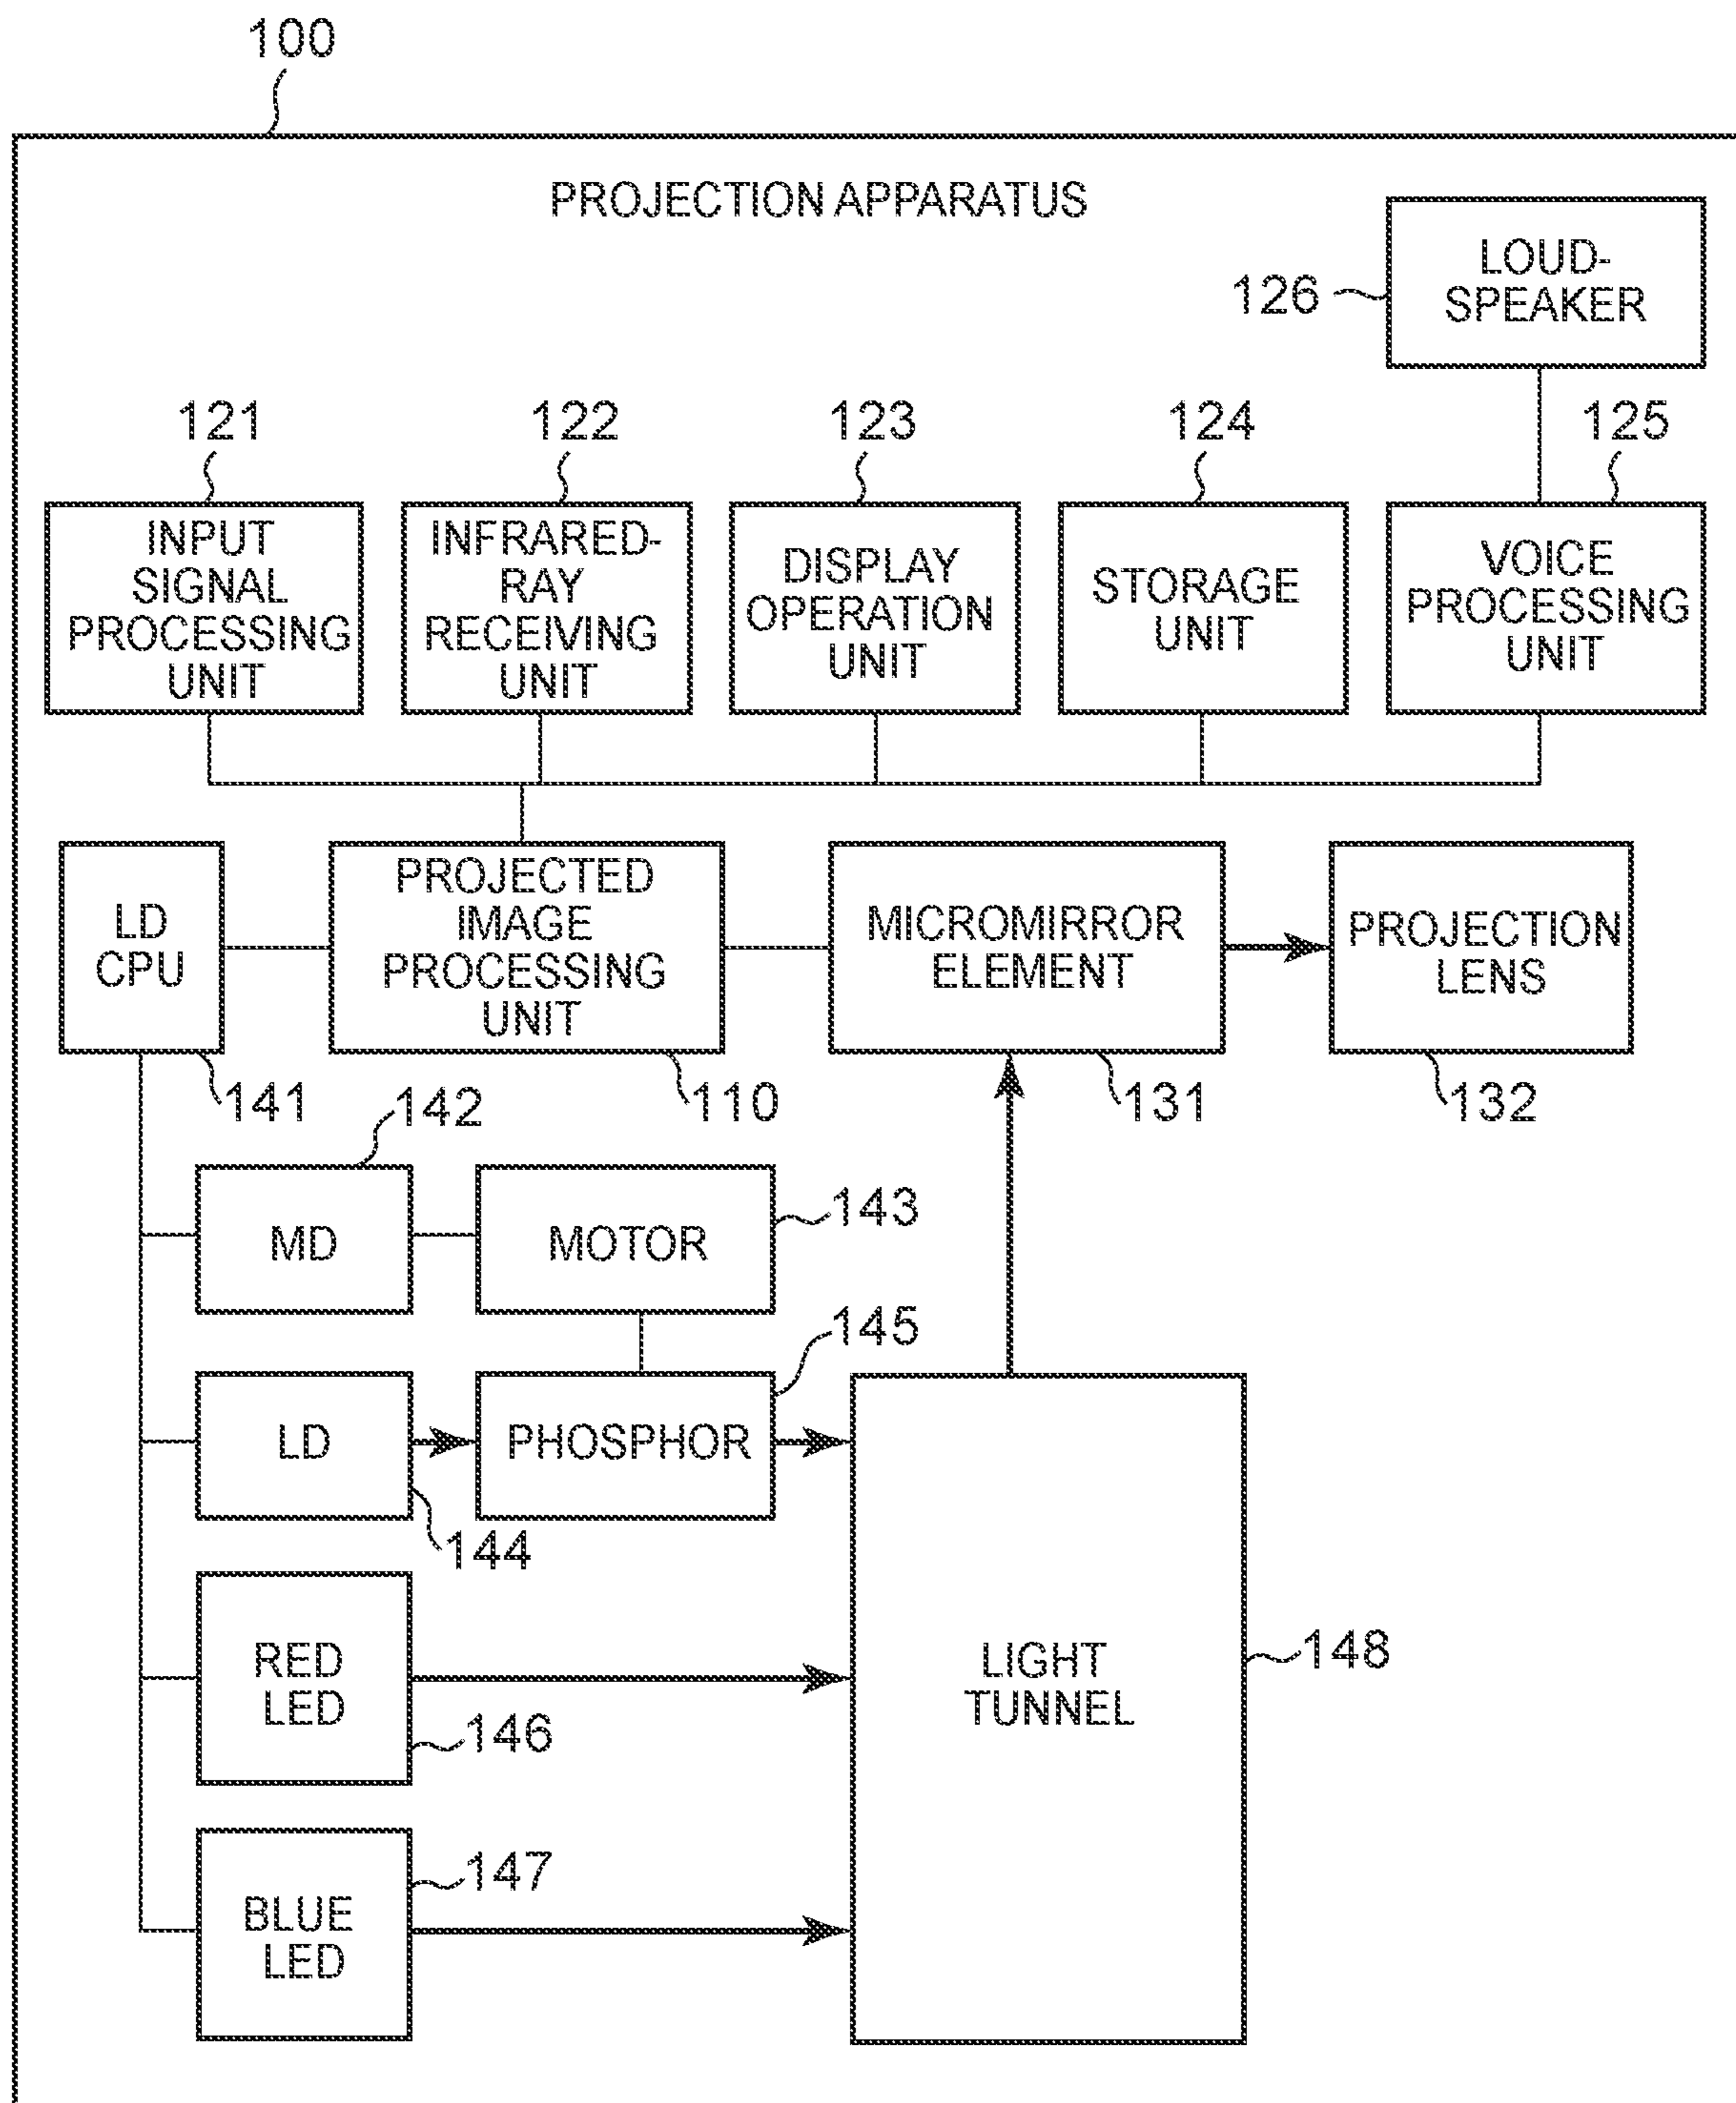 100
PROJECTION APPARATUS
LOUD-
SPEAKER
126
121
122
123
124
125
INPUT
SIGNAL
PROCESSING
UNIT
INFRARED-
RAY
RECEIVING
UNIT
DISPLAY
OPERATION
UNIT
STORAGE
UNIT
VOICE
PROCESSING
UNIT
LD
CPU
PROJECTED
IMAGE
PROCESSING
UNIT
MICROMIRROR
ELEMENT
PROJECTION
LENS
141
110
131
132
142
MD
MOTOR
143
145
LD
PHOSPHOR
144
RED
LED
146
LIGHT
TUNNEL
148
147
BLUE
LED